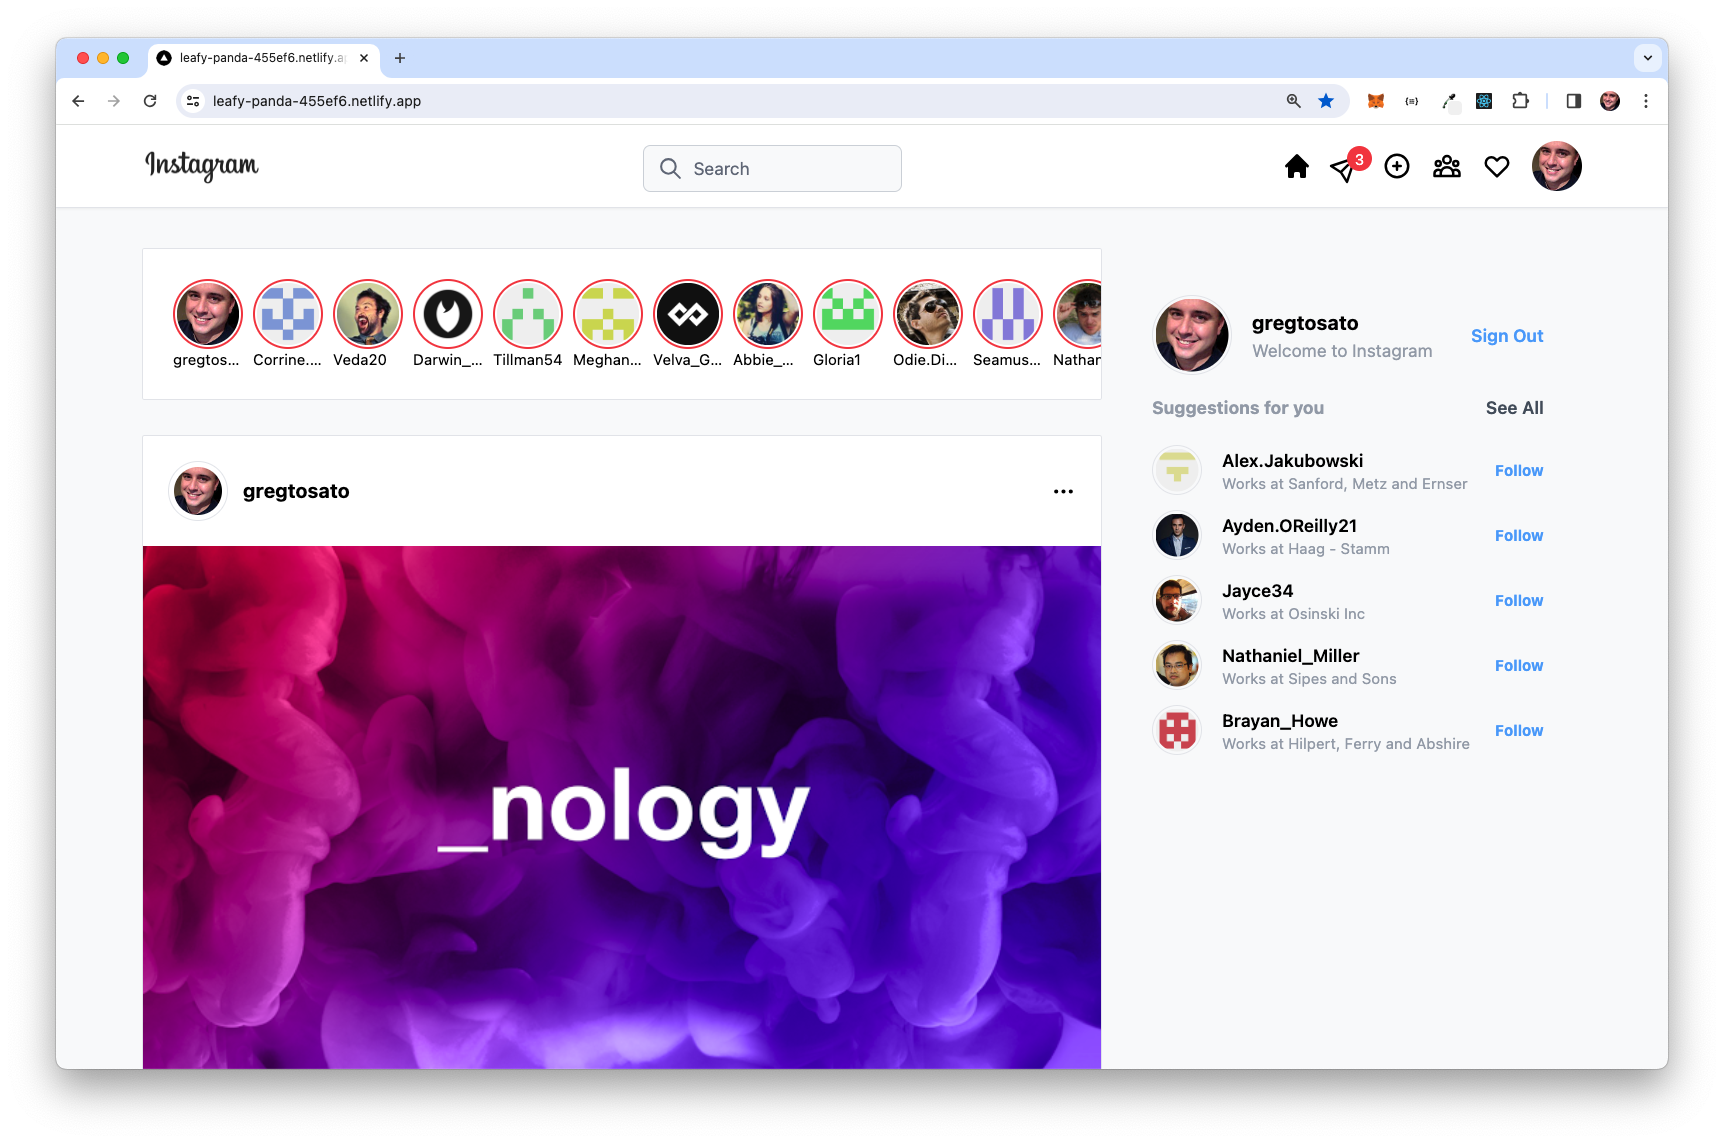 leafy-panda-455ef6.netlify.ap
leafy-panda-455ef6.netlify.app
Instagram
Search
3
gregtos...
Corrine....
Veda20
Darwin_...
Tillman54
Meghan...
Velva_G...
Abbie_...
Gloria1
Odie.Di...
Seamus...
Nathan
gregtosato
Welcome to Instagram
Sign Out
Suggestions for you
See All
Alex.Jakubowski
Works at Sanford, Metz and Ernser
Follow
Ayden.OReilly21
Works at Haag - Stamm
Follow
Jayce34
Works at Osinski Inc
Follow
Nathaniel_Miller
Works at Sipes and Sons
Follow
Brayan_Howe
Works at Hilpert, Ferry and Abshire
Follow
gregtosato
_nology